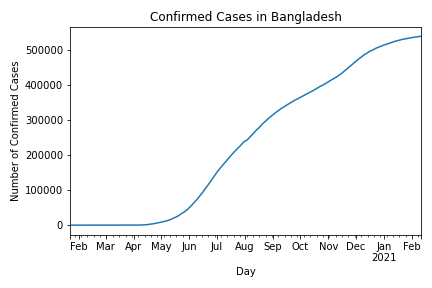 Confirmed Cases in Bangladesh
Number of Confirmed Cases
500000
400000
300000
200000
100000
0
Feb Mar Apr May Jun Jul Aug Sep Oct Nov Dec Jan Feb
2021
Day